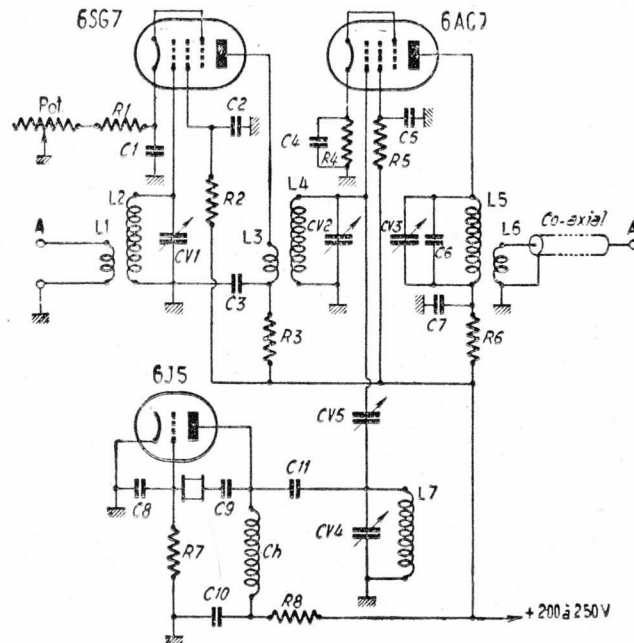 6SG7
6AC7
Pot.
R1
C1
C2
C4
R4
R5
C5
L1
L2
CV1
R2
L3
L4
CV2
CV3
C6
L5
L6
Co-axial
A
A
C3
R3
C7
R6
6J5
CV5
C8
C9
C11
L7
R7
Ch
CV4
C10
R8
+ 200 à 250 V